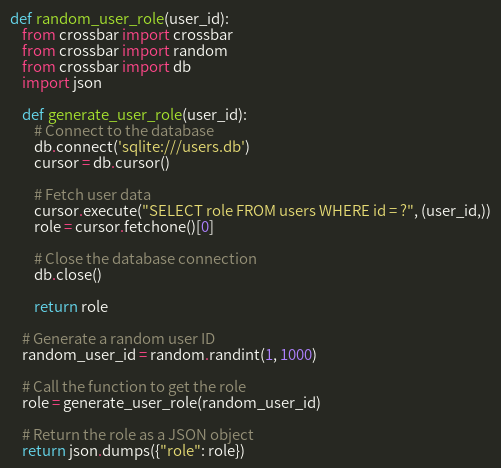 def random_user_role(user_id):
from crossbar import crossbar
from crossbar import random
from crossbar import db
import json
def generate_user_role(user_id):
# Connect to the database
db.connect('sqlite:///users.db')
cursor = db.cursor()
# Fetch user data
cursor.execute("SELECT role FROM users WHERE id = ?", (user_id,))
role = cursor.fetchone()[0]
# Close the database connection
db.close()
return role
# Generate a random user ID
random_user_id = random.randint(1, 1000)
# Call the function to get the role
role = generate_user_role(random_user_id)
# Return the role as a JSON object
return json.dumps({"role": role})